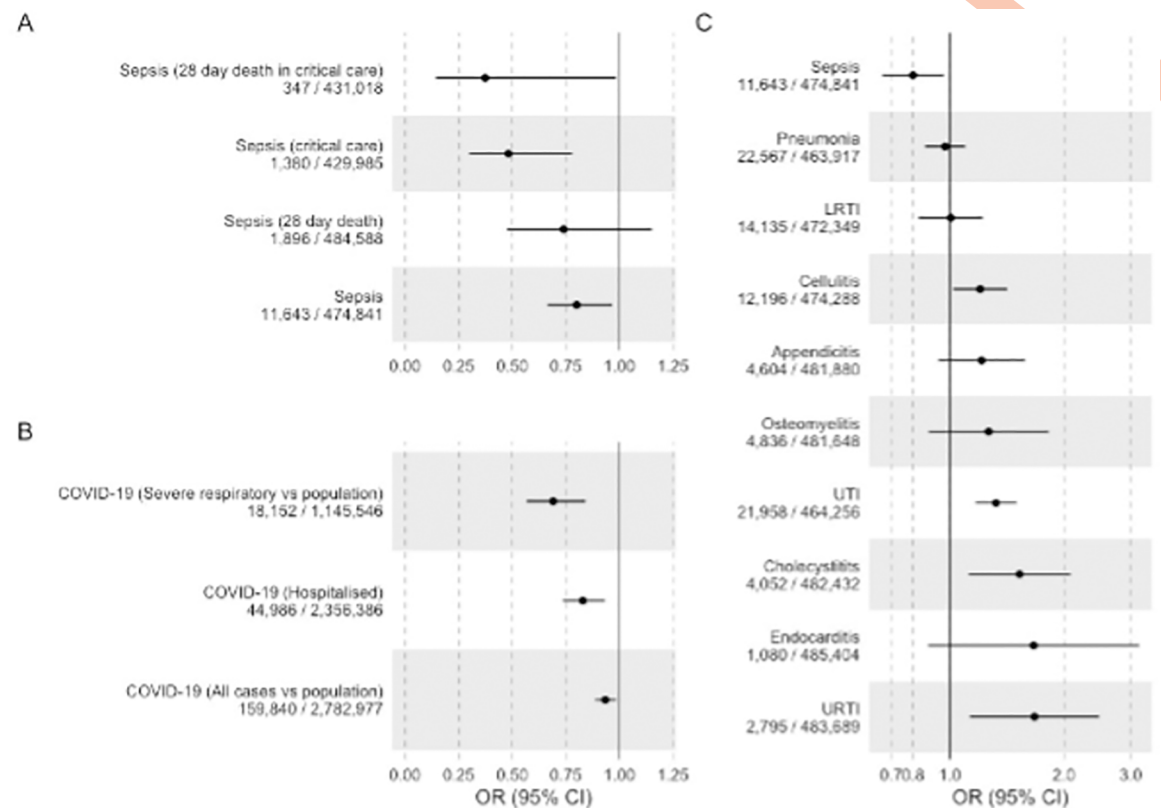 A
Sepsis (28 day death in critical care)
347 / 431,018
Sepsis (critical care)
1,380 / 429,985
Sepsis (28 day death)
1,896 / 484,588
Sepsis
11,643 / 474,841
0.00 0.25 0.50 0.75 1.00 1.25
B
COVID-19 (Severe respiratory vs population)
18,152 / 1,145,546
COVID-19 (Hospitalised)
44,986 / 2,356,386
COVID-19 (All cases vs population)
159,840 / 2,782,977
0.00 0.25 0.50 0.75 1.00 1.25
OR (95% CI)
C
Sepsis
11,643 / 474,841
Pneumonia
22,567 / 463,917
LRTI
14,135 / 472,349
Cellulitis
12,196 / 474,288
Appendicitis
4,604 / 481,880
Osteomyelitis
4,836 / 481,648
UTI
21,958 / 464,256
Cholecystitits
4,052 / 482,432
Endocarditis
1,080 / 485,404
URTI
2,795 / 483,689
0.70.8 1.0 2.0 3.0
OR (95% CI)